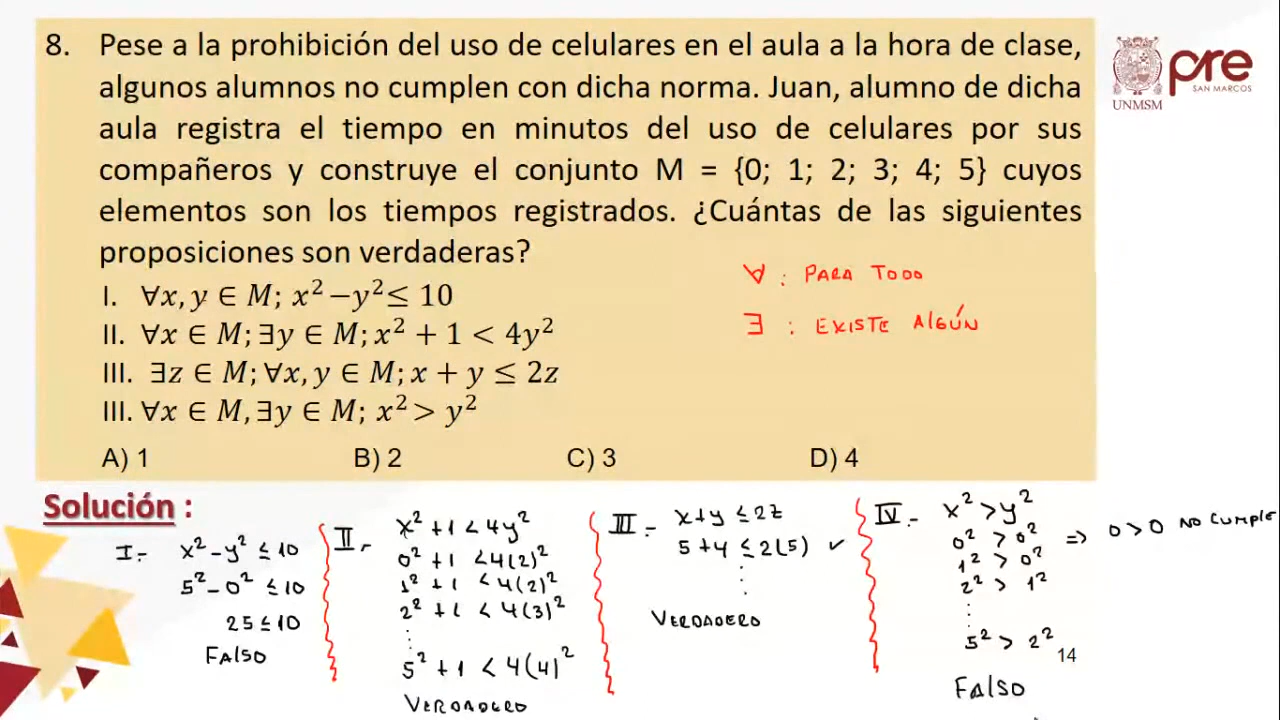 8. Pese a la prohibición del uso de celulares en el aula a la hora de clase,
algunos alumnos no cumplen con dicha norma. Juan, alumno de dicha
aula registra el tiempo en minutos del uso de celulares por sus
compañeros y construye el conjunto M = {0; 1; 2; 3; 4; 5} cuyos
elementos son los tiempos registrados. ¿Cuántas de las siguientes
proposiciones son verdaderas?
I. ∀x, y ∈ M; x² − y² ≤ 10
II. ∀x ∈ M; ∃y ∈ M; x² + 1 < 4y²
III. ∃z ∈ M; ∀x, y ∈ M; x + y ≤ 2z
III. ∀x ∈ M, ∃y ∈ M; x² > y²
∀ : PARA TODO
∃ : EXISTE AlGÚN
A) 1 B) 2 C) 3 D) 4
pre
SAN MARCOS
UNMSM
Solución :
I.- x² - y² ≤ 10
5² - 0² ≤ 10
25 ≤ 10
FAlSO
II.- x² + 1 < 4y²
0² + 1 < 4(2)²
1² + 1 < 4(2)²
2² + 1 < 4(3)²
⋮
5² + 1 < 4(4)²
VERDADERO
III.- x + y ≤ 2z
5 + 4 ≤ 2(5) ✓
⋮
VERDADERO
IV.- x² > y²
0² > 0² ⇒ 0 > 0 NO CUMPLE
1² > 0²
2² > 1²
⋮
5² > 2²
FAlSO
14